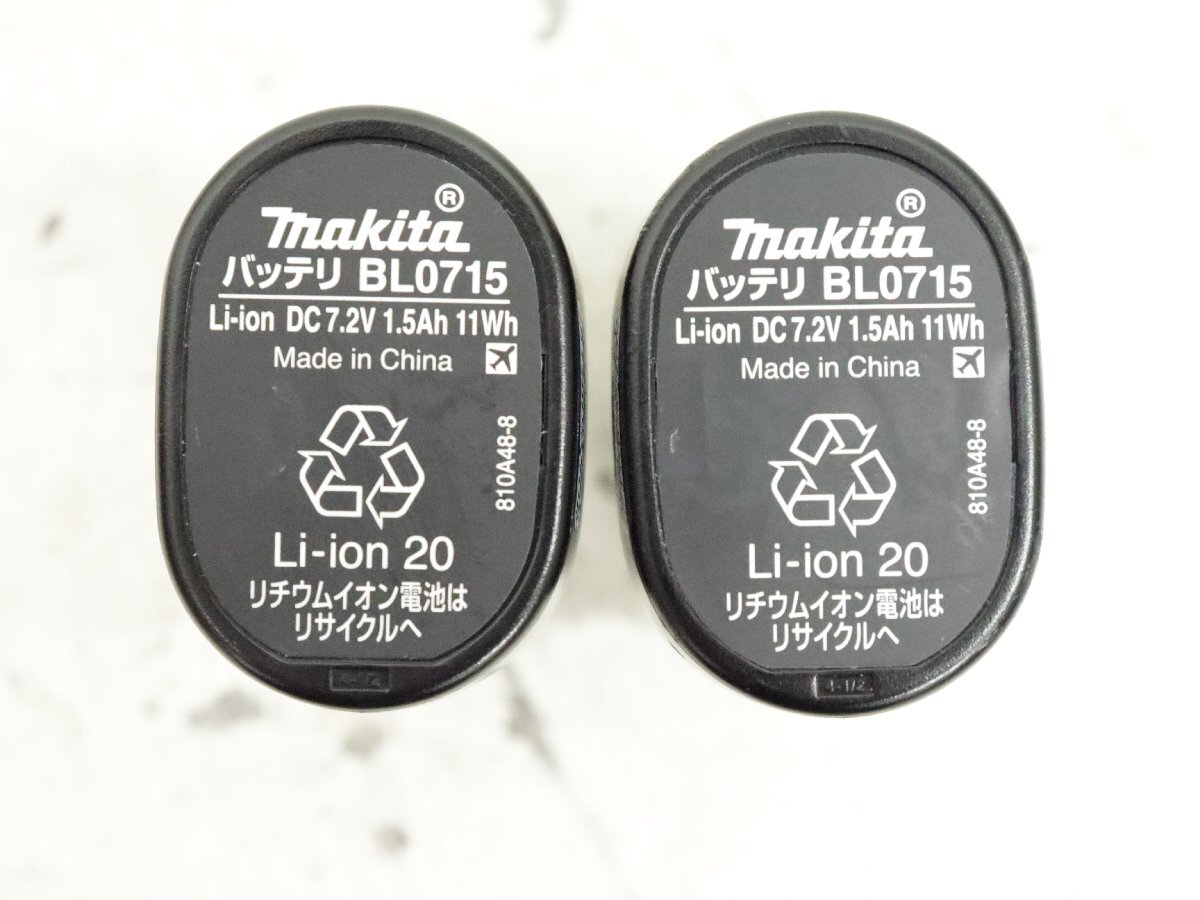 makita®
バッテリ BL0715
Li-ion DC 7.2V 1.5Ah 11Wh
Made in China
810A48-8
Li-ion 20
リチウムイオン電池は
リサイクルへ
makita®
バッテリ BL0715
Li-ion DC 7.2V 1.5Ah 11Wh
Made in China
810A48-8
Li-ion 20
リチウムイオン電池は
リサイクルへ